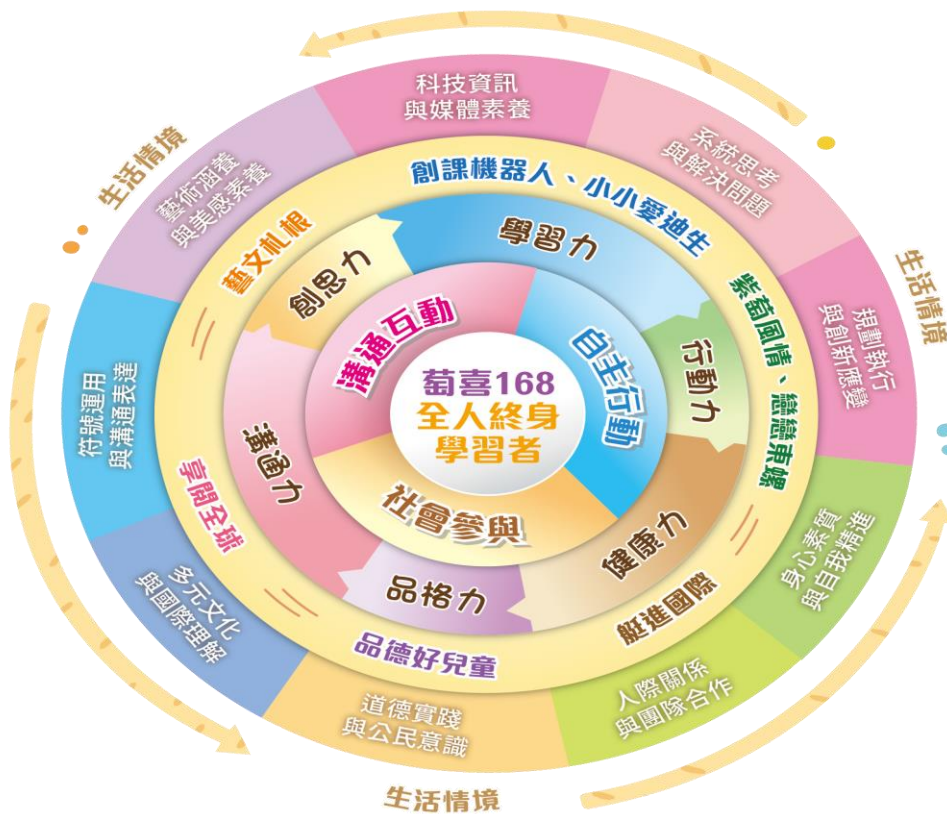 萄喜168
全人終身
學習者
溝通互動
自主行動
社會參與
學習力
行動力
健康力
品格力
溝通力
創思力
創課機器人、小小愛迪生
紫萄風情、戀戀東螺
艇進國際
品德好兒童
享閱全球
藝文札根
科技資訊
與媒體素養
系統思考
與解決問題
規劃執行
與創新應變
身心素質
與自我精進
人際關係
與團隊合作
道德實踐
與公民意識
多元文化
與國際理解
符號運用
與溝通表達
藝術涵養
與美感素養
生活情境
生活情境
生活情境